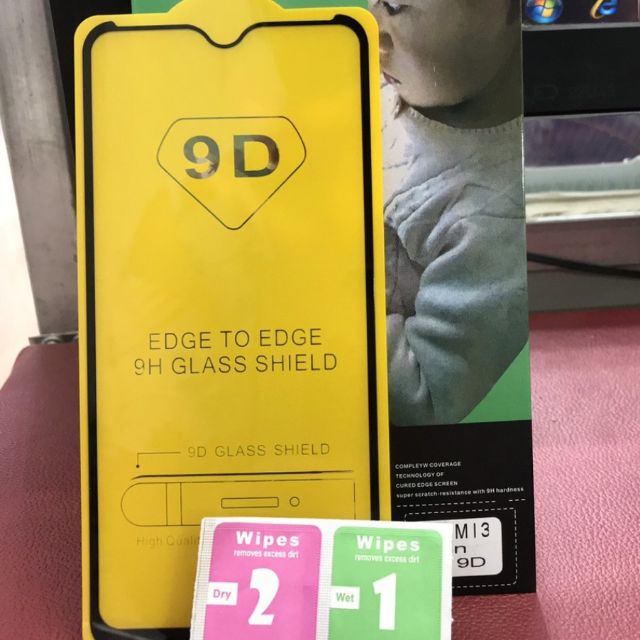 9D
EDGE TO EDGE
9H GLASS SHIELD
9D GLASS SHIELD
High
COMPLEYW COVERAGE
TECHNOLOGY OF
CURED EDGE SCREEN
super scratch-resistance with 9H hardness
MI3
n
9D
Wipes
removes excess dirt
Dry
2
Wipes
removes excess dirt
Wet
1